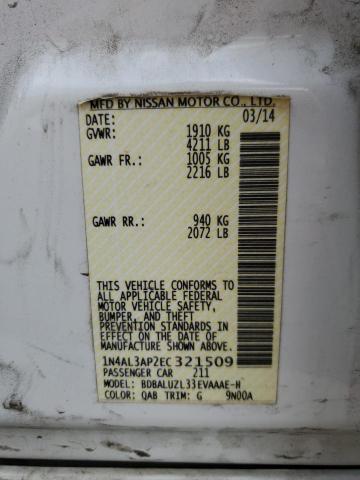 MFD BY NISSAN MOTOR CO., LTD.
DATE: 03/14
GVWR: 1910 KG
4211 LB
GAWR FR.: 1005 KG
2216 LB
GAWR RR.: 940 KG
2072 LB
THIS VEHICLE CONFORMS TO
ALL APPLICABLE FEDERAL
MOTOR VEHICLE SAFETY,
BUMPER, AND THEFT
PREVENTION STANDARDS
IN EFFECT ON THE DATE OF
MANUFACTURE SHOWN ABOVE.
1N4AL3AP2EC321509
PASSENGER CAR 211
MODEL: BDBALUZL33EVAAAE-H
COLOR: QAB TRIM: G 9N00A